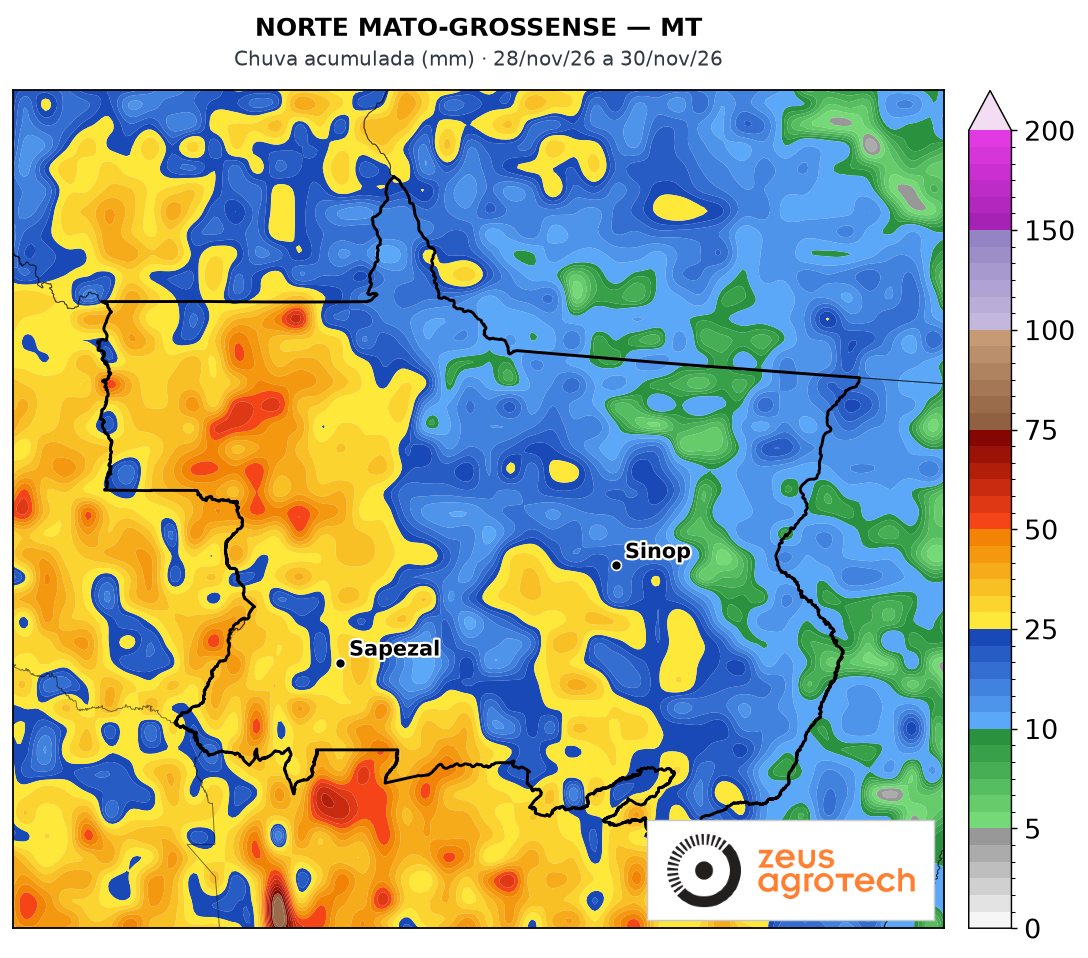 NORTE MATO-GROSSENSE — MT
Chuva acumulada (mm) · 28/nov/26 a 30/nov/26
200
150
100
75
50
25
10
5
0
Sinop
Sapezal
zeus
agrotech